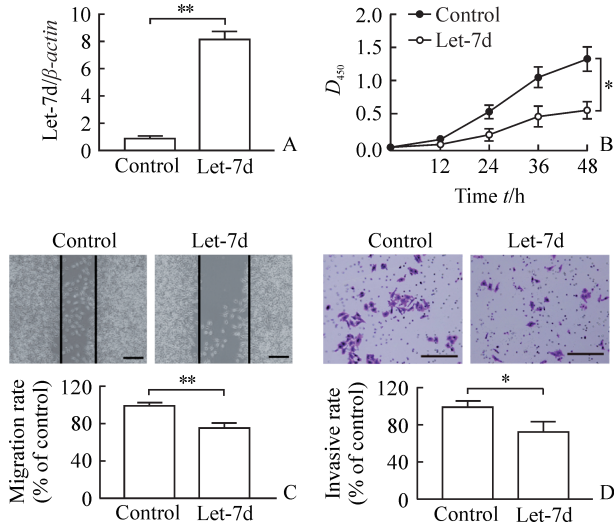 Let-7d/β-actin
10
8
6
4
2
0
**
Control Let-7d
A
D450
2.0
1.5
1.0
0.5
0.0
Control
Let-7d
*
12 24 36 48
Time t/h
B
Control Let-7d
Migration rate
(% of control)
120
80
40
0
**
Control Let-7d
C
Control Let-7d
Invasive rate
(% of control)
120
80
40
0
*
Control Let-7d
D